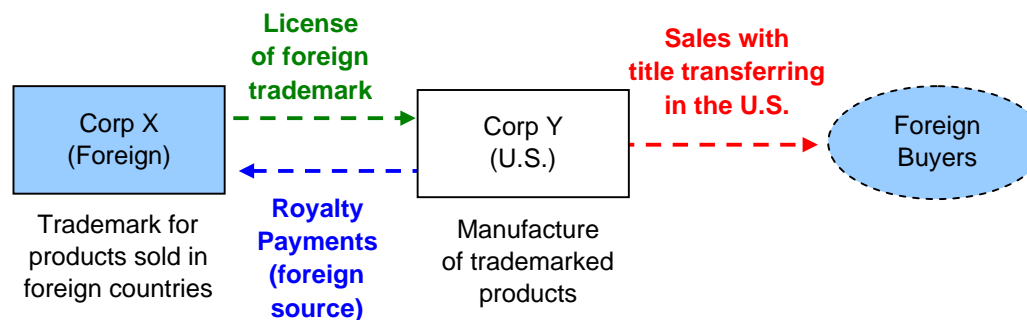 License
of foreign
trademark
Sales with
title transferring
in the U.S.
Corp X
(Foreign)
Corp Y
(U.S.)
Foreign
Buyers
Trademark for
products sold in
foreign countries
Royalty
Payments
(foreign
source)
Manufacture
of trademarked
products